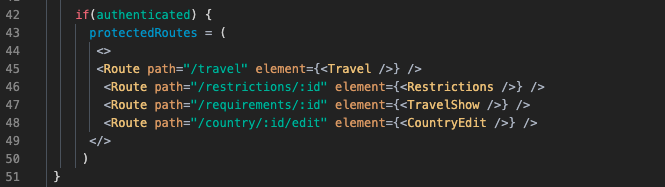 42 if(authenticated) {
43 protectedRoutes = (
44 <>
45 <Route path="/travel" element={<Travel />} />
46 <Route path="/restrictions/:id" element={<Restrictions />} />
47 <Route path="/requirements/:id" element={<TravelShow />} />
48 <Route path="/country/:id/edit" element={<CountryEdit />} />
49 </>
50 )
51 }